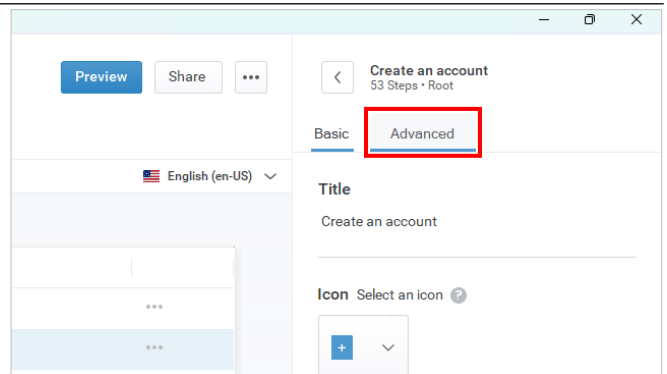 Preview Share •••
Create an account
53 Steps • Root
Basic Advanced
English (en-US)
Title
Create an account
Icon Select an icon ?
•••
•••